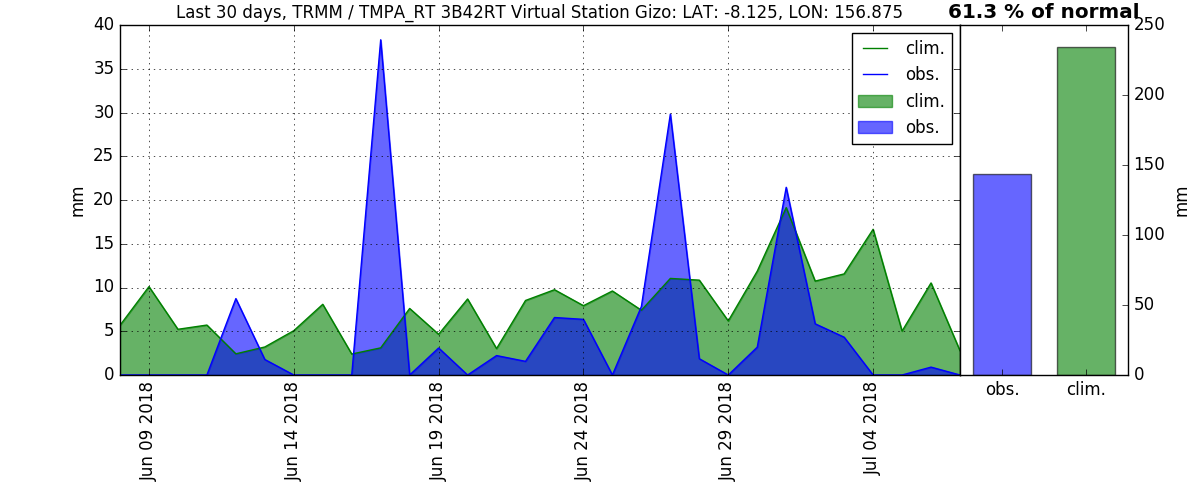 Last 30 days, TRMM / TMPA_RT 3B42RT Virtual Station Gizo: LAT: -8.125, LON: 156.875
61.3 % of normal
40
35
30
25
20
15
10
5
0
mm
clim.
obs.
clim.
obs.
Jun 09 2018
Jun 14 2018
Jun 19 2018
Jun 24 2018
Jun 29 2018
Jul 04 2018
250
200
150
100
50
0
mm
obs.
clim.